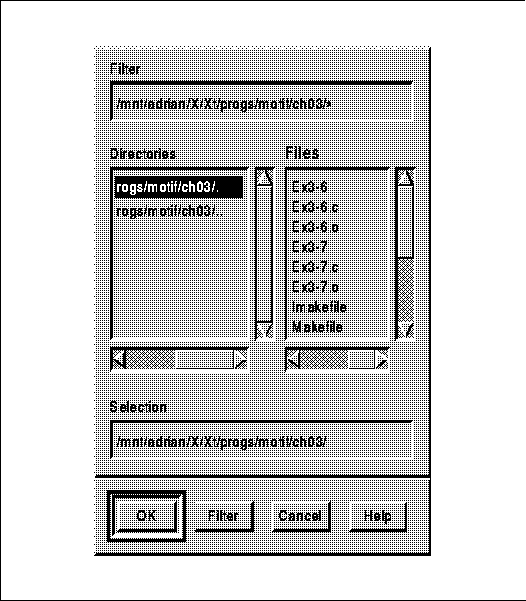 Filter
/mnt/adrian/X/Xt/progs/motif/ch03/*
Directories
rogs/motif/ch03/.
rogs/motif/ch03/..
Files
Ex3-6
Ex3-6.c
Ex3-6.o
Ex3-7
Ex3-7.c
Ex3-7.o
Imakefile
Makefile
Selection
/mnt/adrian/X/Xt/progs/motif/ch03/
OK
Filter
Cancel
Help